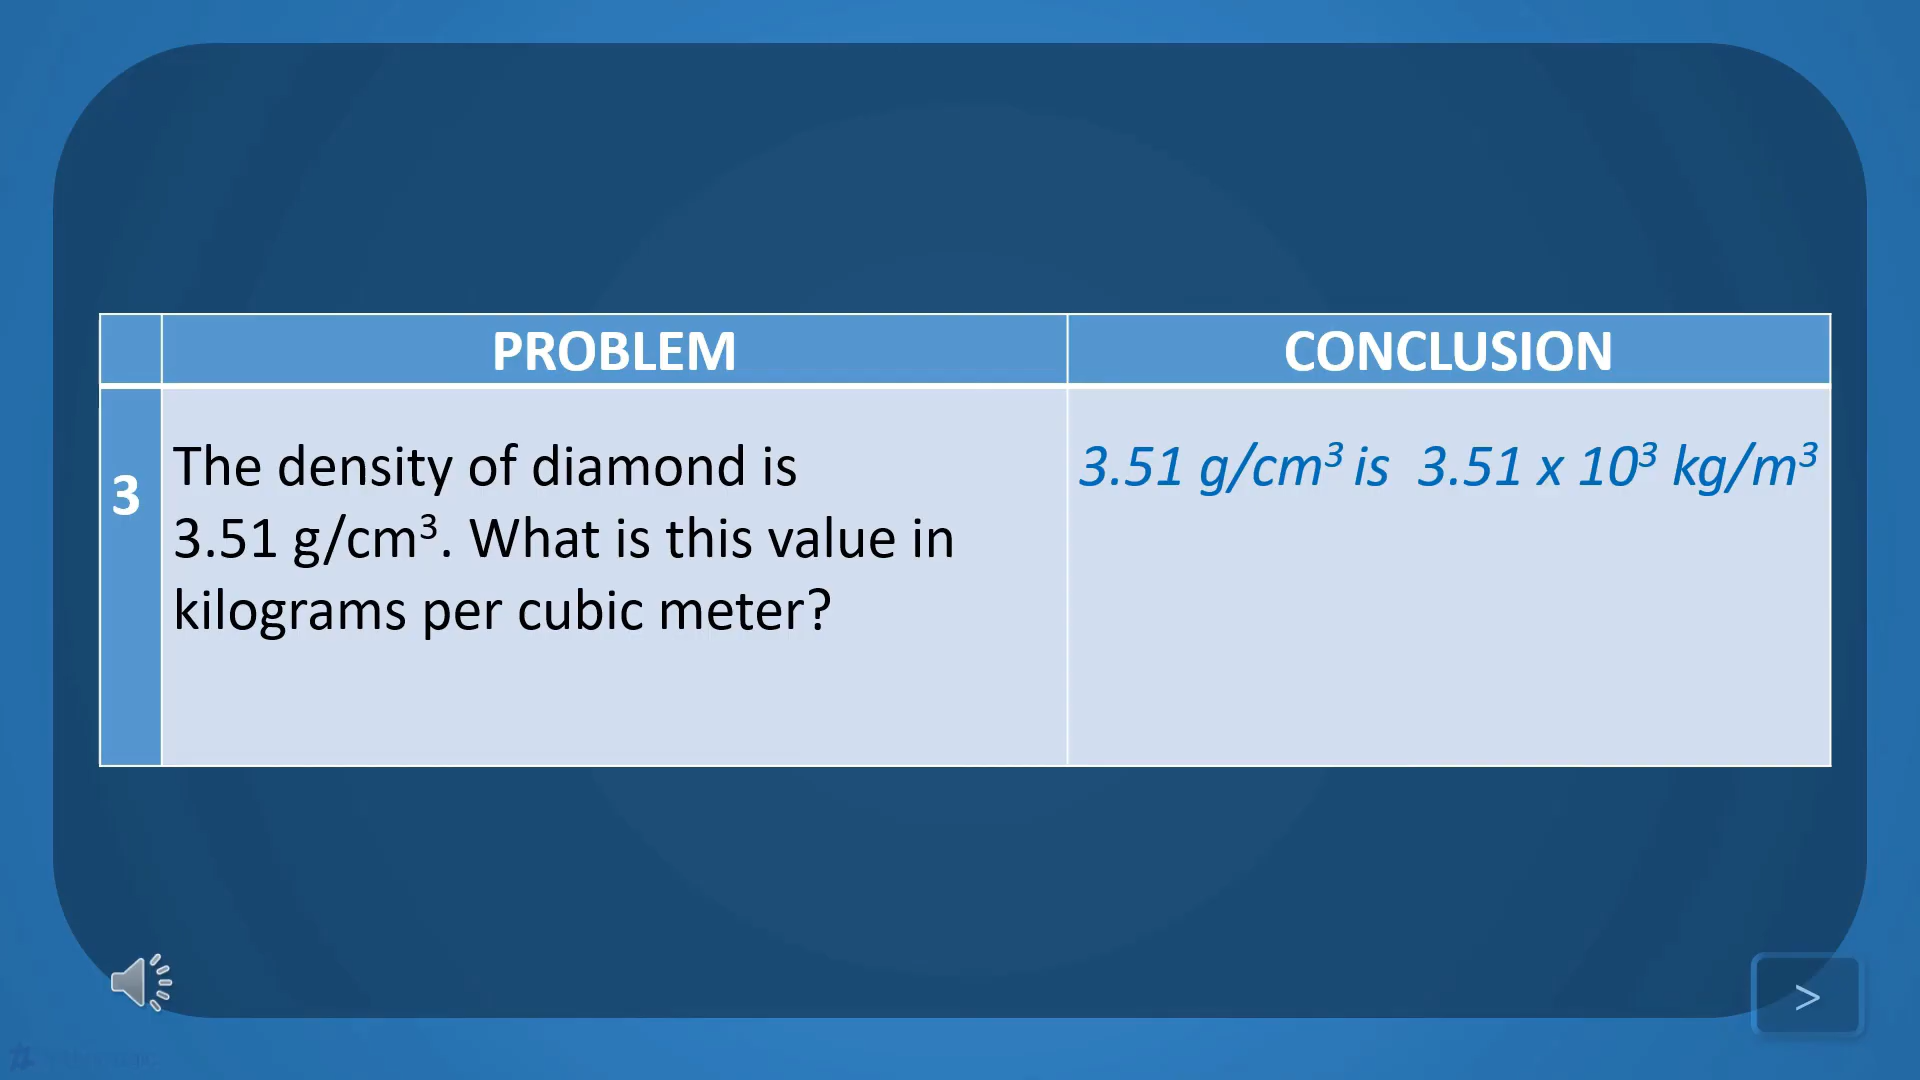 PROBLEM
CONCLUSION
3
The density of diamond is
3.51 g/cm³. What is this value in
kilograms per cubic meter?
3.51 g/cm³ is 3.51 x 10³ kg/m³
>